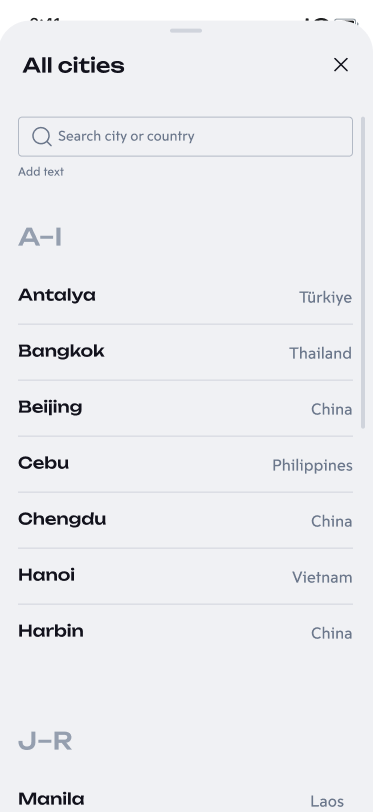 All cities
Search city or country
Add text
A–I
Antalya Türkiye
Bangkok Thailand
Beijing China
Cebu Philippines
Chengdu China
Hanoi Vietnam
Harbin China
J–R
Manila Laos